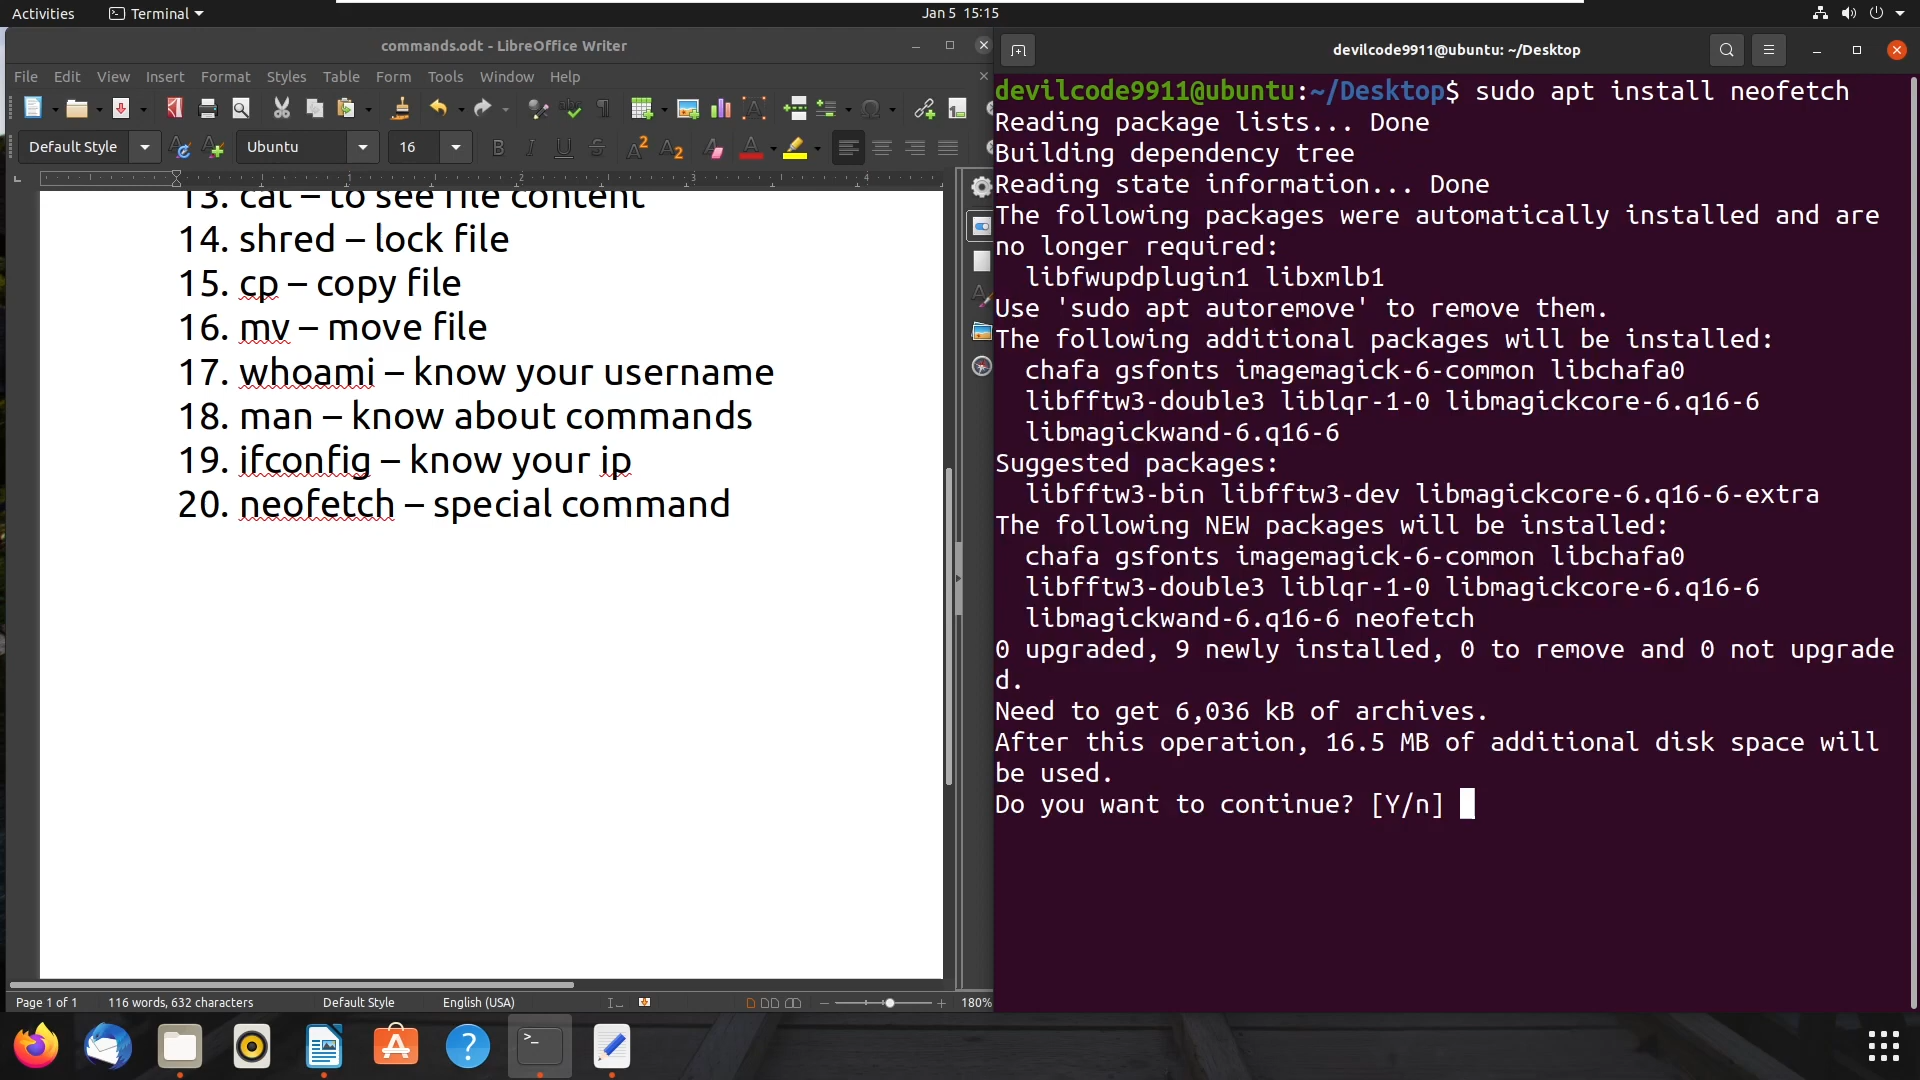 Activities
Terminal
Jan 5 15:15
commands.odt - LibreOffice Writer
File Edit View Insert Format Styles Table Form Tools Window Help
Default Style
Ubuntu
16
1 2 3 4
13. cat – to see file content
14. shred – lock file
15. cp – copy file
16. mv – move file
17. whoami – know your username
18. man – know about commands
19. ifconfig – know your ip
20. neofetch – special command
Page 1 of 1
116 words, 632 characters
Default Style
English (USA)
180%
devilcode9911@ubuntu: ~/Desktop
devilcode9911@ubuntu:~/Desktop$ sudo apt install neofetch
Reading package lists... Done
Building dependency tree
Reading state information... Done
The following packages were automatically installed and are
no longer required:
libfwupdplugin1 libxmlb1
Use 'sudo apt autoremove' to remove them.
The following additional packages will be installed:
chafa gsfonts imagemagick-6-common libchafa0
libfftw3-double3 liblqr-1-0 libmagickcore-6.q16-6
libmagickwand-6.q16-6
Suggested packages:
libfftw3-bin libfftw3-dev libmagickcore-6.q16-6-extra
The following NEW packages will be installed:
chafa gsfonts imagemagick-6-common libchafa0
libfftw3-double3 liblqr-1-0 libmagickcore-6.q16-6
libmagickwand-6.q16-6 neofetch
0 upgraded, 9 newly installed, 0 to remove and 0 not upgrade
d.
Need to get 6,036 kB of archives.
After this operation, 16.5 MB of additional disk space will
be used.
Do you want to continue? [Y/n]